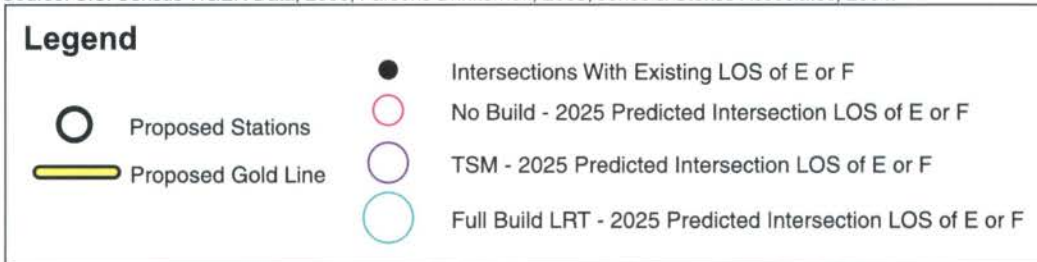 Legend
Intersections With Existing LOS of E or F
No Build - 2025 Predicted Intersection LOS of E or F
Proposed Stations
TSM - 2025 Predicted Intersection LOS of E or F
Proposed Gold Line
Full Build LRT - 2025 Predicted Intersection LOS of E or F